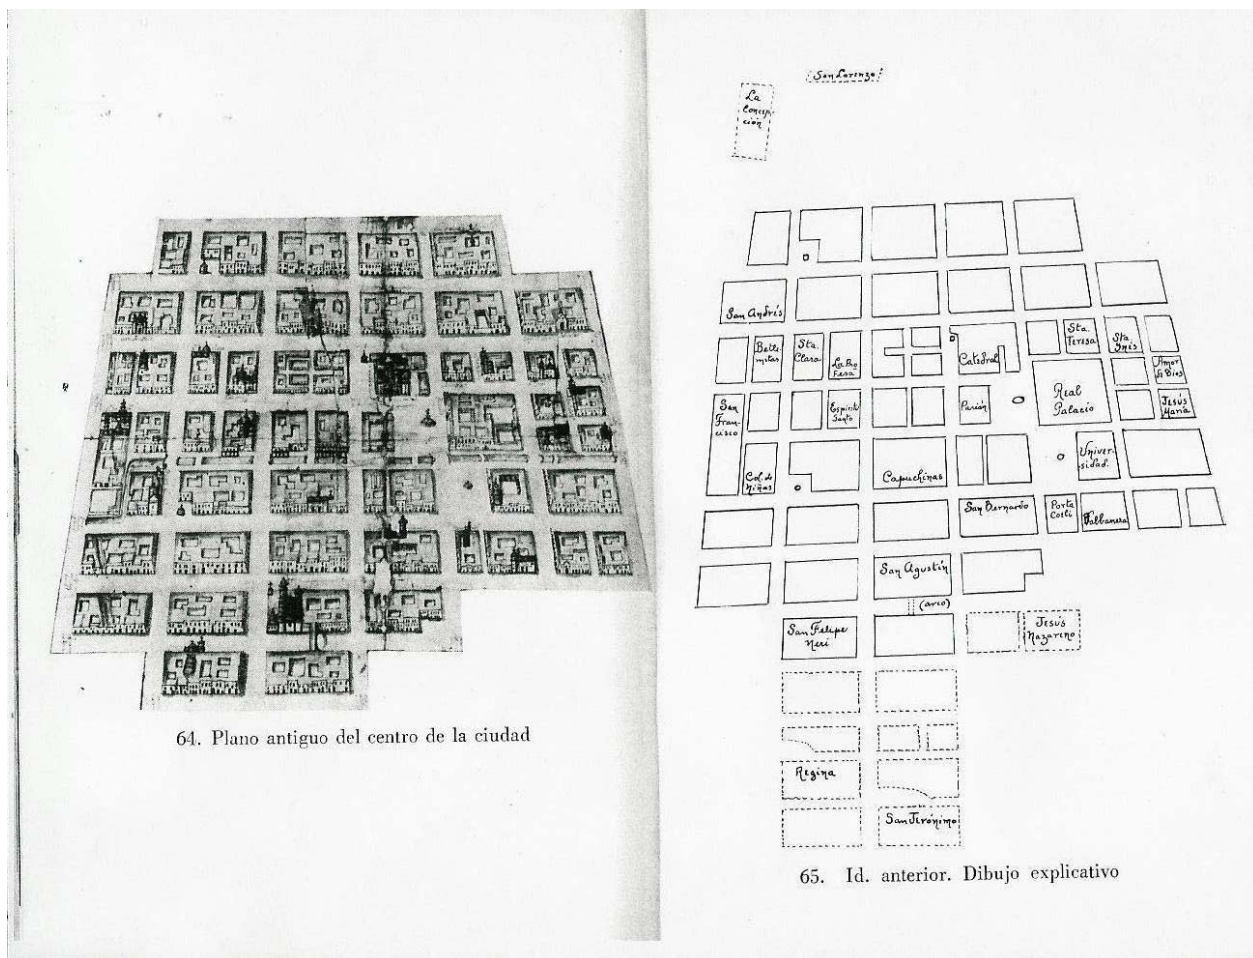 64. Plano antiguo del centro de la ciudad
San Lorenzo
La
Concep-
ción
San Andrés
Betle-
mitas
Sta.
Clara
La Pro
Fesa
Catedral
Sta.
Teresa
Sta.
Inés
Amor
de Dios
San
Fran-
cisco
Espíritu
Santo
Parián
Real
Palacio
Jesús
María
Col. de
Niñas
Capuchinas
Univer-
sidad.
San Bernardo
Porta
Coeli
Balbanera
San Agustín
(arco)
San Felipe
Neri
Jesús
Nazareno
Regina
San Jerónimo
65. Id. anterior. Dibujo explicativo